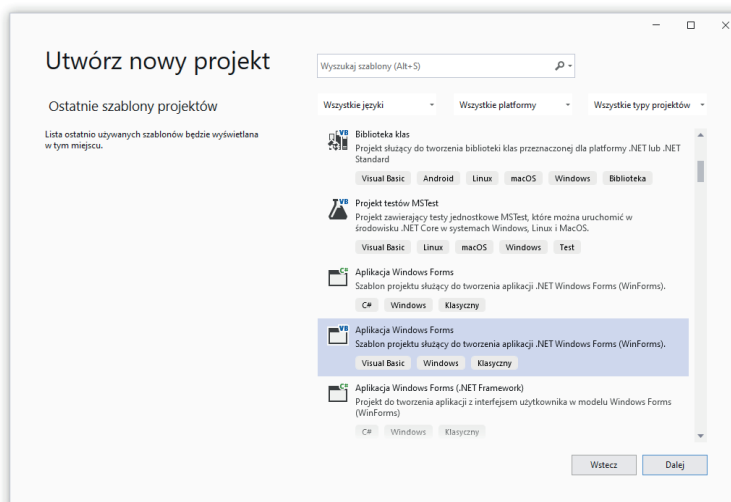 Utwórz nowy projekt
Wyszukaj szablony (Alt+S)
Ostatnie szablony projektów
Lista ostatnio używanych szablonów będzie wyświetlana
w tym miejscu.
Wszystkie języki
Wszystkie platformy
Wszystkie typy projektów
VB
Biblioteka klas
Projekt służący do tworzenia biblioteki klas przeznaczonej dla platformy .NET lub .NET
Standard
Visual Basic Android Linux macOS Windows Biblioteka
VB
Projekt testów MSTest
Projekt zawierający testy jednostkowe MSTest, które można uruchomić w
środowisku .NET Core w systemach Windows, Linux i MacOS.
Visual Basic Linux macOS Windows Test
C#
Aplikacja Windows Forms
Szablon projektu służący do tworzenia aplikacji .NET Windows Forms (WinForms).
C# Windows Klasyczny
VB
Aplikacja Windows Forms
Szablon projektu służący do tworzenia aplikacji .NET Windows Forms (WinForms).
Visual Basic Windows Klasyczny
C#
Aplikacja Windows Forms (.NET Framework)
Projekt do tworzenia aplikacji z interfejsem użytkownika w modelu Windows Forms
(WinForms)
C# Windows Klasyczny
Wstecz
Dalej